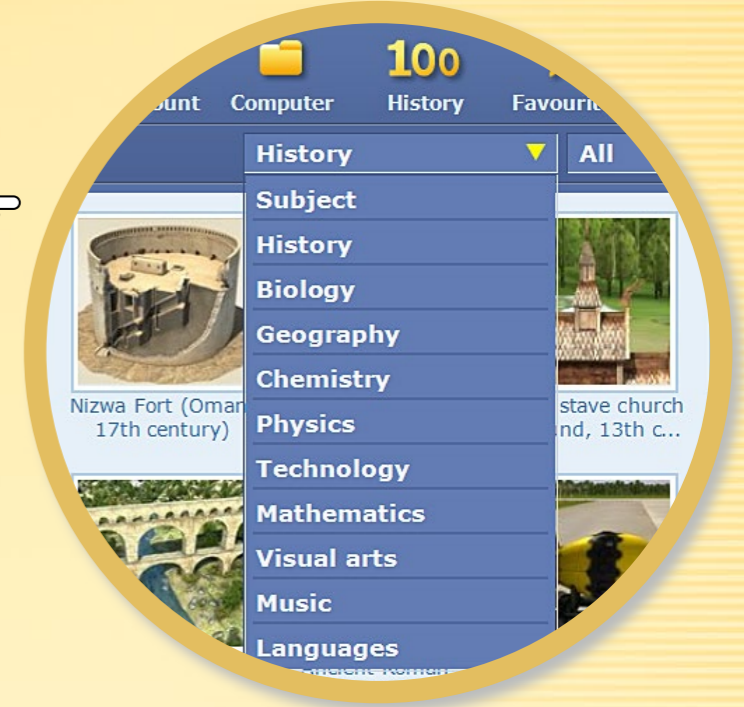 100
Computer
History
History
All
Subject
History
Biology
Geography
Chemistry
Nizwa Fort (Oman
17th century)
stave church
13th c...
Physics
Technology
Mathematics
Visual arts
Music
Languages